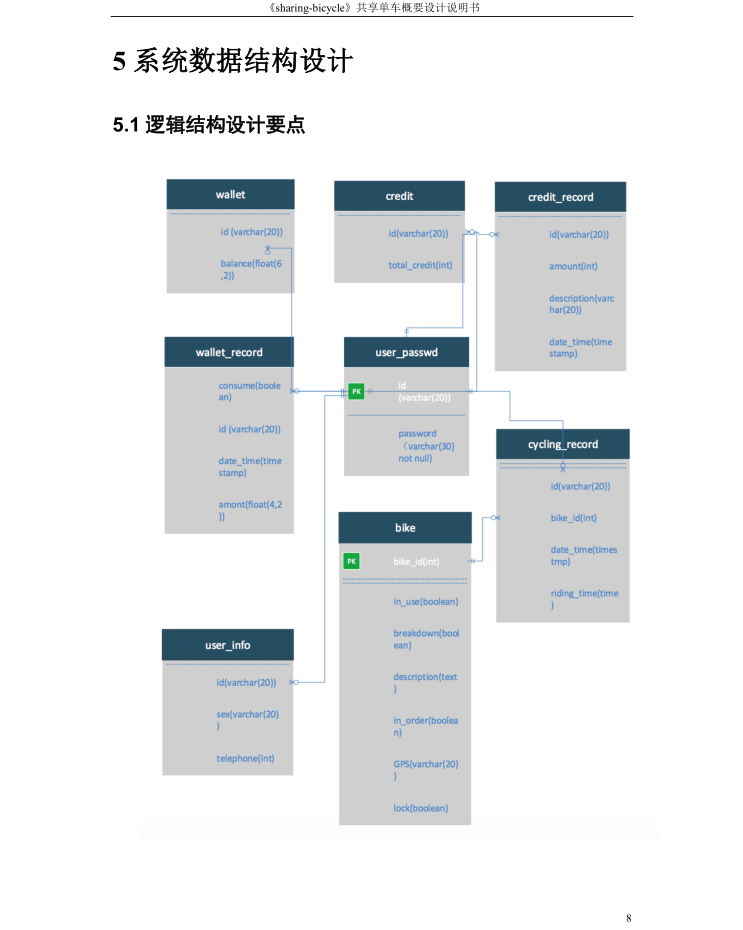 《sharing-bicycle》共享单车概要设计说明书
5 系统数据结构设计
5.1 逻辑结构设计要点
wallet
id (varchar(20))
balance(float(6
,2))
credit
id(varchar(20))
total_credit(int)
credit_record
id(varchar(20))
amount(int)
description(varc
har(20))
date_time(time
stamp)
wallet_record
consume(boole
an)
id (varchar(20))
date_time(time
stamp)
amont(float(4,2
))
user_passwd
PK
id
(varchar(20))
password
（varchar(30)
not null)
cycling_record
id(varchar(20))
bike_id(int)
date_time(times
tmp)
riding_time(time
)
bike
PK
bike_id(int)
in_use(boolean)
breakdown(bool
ean)
description(text
)
in_order(boolea
n)
GPS(varchar(20)
)
lock(boolean)
user_info
id(varchar(20))
sex(varchar(20)
)
telephone(int)
8